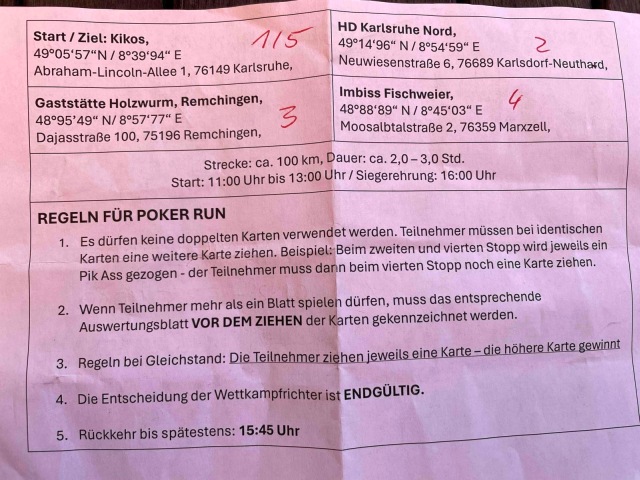 Start / Ziel: Kikos,
49°05‘57“N / 8°39‘94“ E
Abraham-Lincoln-Allee 1, 76149 Karlsruhe,
1/5
HD Karlsruhe Nord,
49°14‘96“ N / 8°54‘59“ E
Neuwiesenstraße 6, 76689 Karlsdorf-Neuthard,
2
Gaststätte Holzwurm, Remchingen,
48°95‘49“ N/ 8°57‘77“ E
Dajasstraße 100, 75196 Remchingen,
3
Imbiss Fischweier,
48°88‘89“ N / 8°45‘03“ E
Moosalbtalstraße 2, 76359 Marxzell,
4
Strecke: ca. 100 km, Dauer: ca. 2,0 – 3,0 Std.
Start: 11:00 Uhr bis 13:00 Uhr / Siegerehrung: 16:00 Uhr
REGELN FÜR POKER RUN
1. Es dürfen keine doppelten Karten verwendet werden. Teilnehmer müssen bei identischen
Karten eine weitere Karte ziehen. Beispiel: Beim zweiten und vierten Stopp wird jeweils ein
Pik Ass gezogen - der Teilnehmer muss dann beim vierten Stopp noch eine Karte ziehen.
2. Wenn Teilnehmer mehr als ein Blatt spielen dürfen, muss das entsprechende
Auswertungsblatt VOR DEM ZIEHEN der Karten gekennzeichnet werden.
3. Regeln bei Gleichstand: Die Teilnehmer ziehen jeweils eine Karte – die höhere Karte gewinnt
4. Die Entscheidung der Wettkampfrichter ist ENDGÜLTIG.
5. Rückkehr bis spätestens: 15:45 Uhr